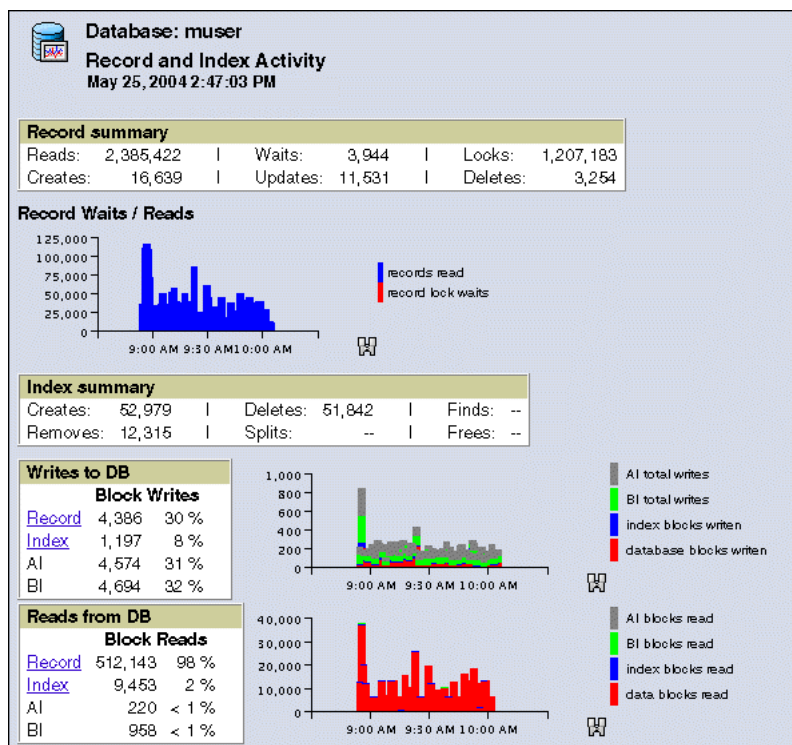 Database: muser
Record and Index Activity
May 25, 2004 2:47:03 PM
Record summary
Reads: 2,385,422 | Waits: 3,944 | Locks: 1,207,183
Creates: 16,639 | Updates: 11,531 | Deletes: 3,254
Record Waits / Reads
125,000
100,000
75,000
50,000
25,000
0
9:00 AM 9:30 AM 10:00 AM
records read
record lock waits
Index summary
Creates: 52,979 | Deletes: 51,842 | Finds: --
Removes: 12,315 | Splits: -- | Frees: --
Writes to DB
Block Writes
Record 4,386 30 %
Index 1,197 8 %
AI 4,574 31 %
BI 4,694 32 %
1,000
800
600
400
200
0
9:00 AM 9:30 AM 10:00 AM
AI total writes
BI total writes
index blocks writen
database blocks writen
Reads from DB
Block Reads
Record 512,143 98 %
Index 9,453 2 %
AI 220 < 1 %
BI 958 < 1 %
40,000
30,000
20,000
10,000
0
9:00 AM 9:30 AM 10:00 AM
AI blocks read
BI blocks read
index blocks read
data blocks read